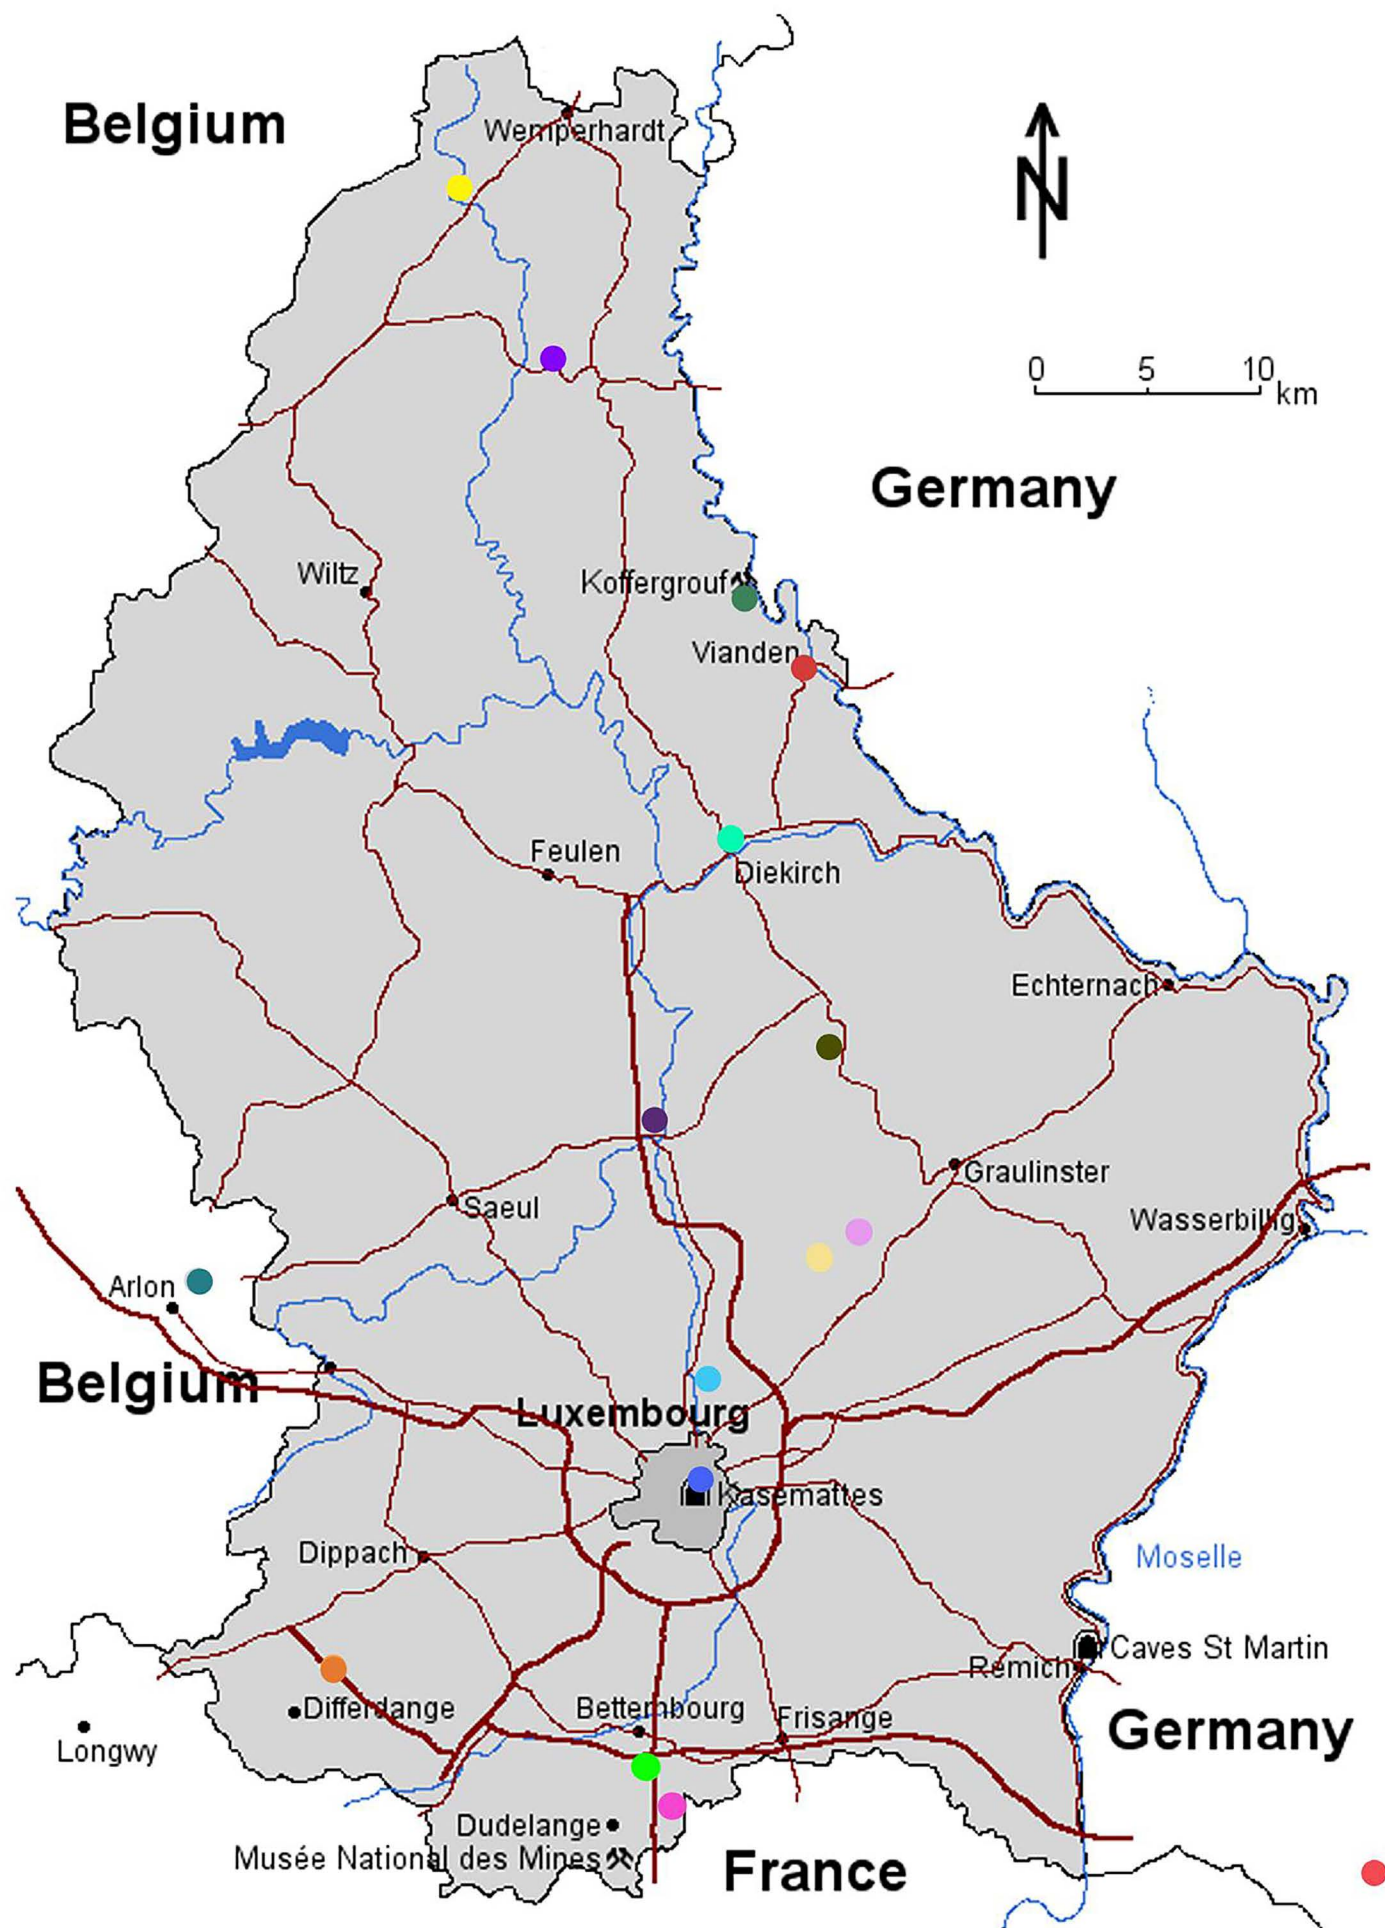 Belgium
Wemperhardt
N
0 5 10
km
Germany
Wiltz
Koffergrouf
Vianden
Feulen
Diekirch
Echternach
Graulinster
Saeul
Wasserbillig
Arlon
Belgium
Luxembourg
Kasemattes
Dippach
Moselle
Caves St Martin
Remich
Differdange
Bettembourg
Frisange
Germany
Longwy
Dudelange
Musée National des Mines
France